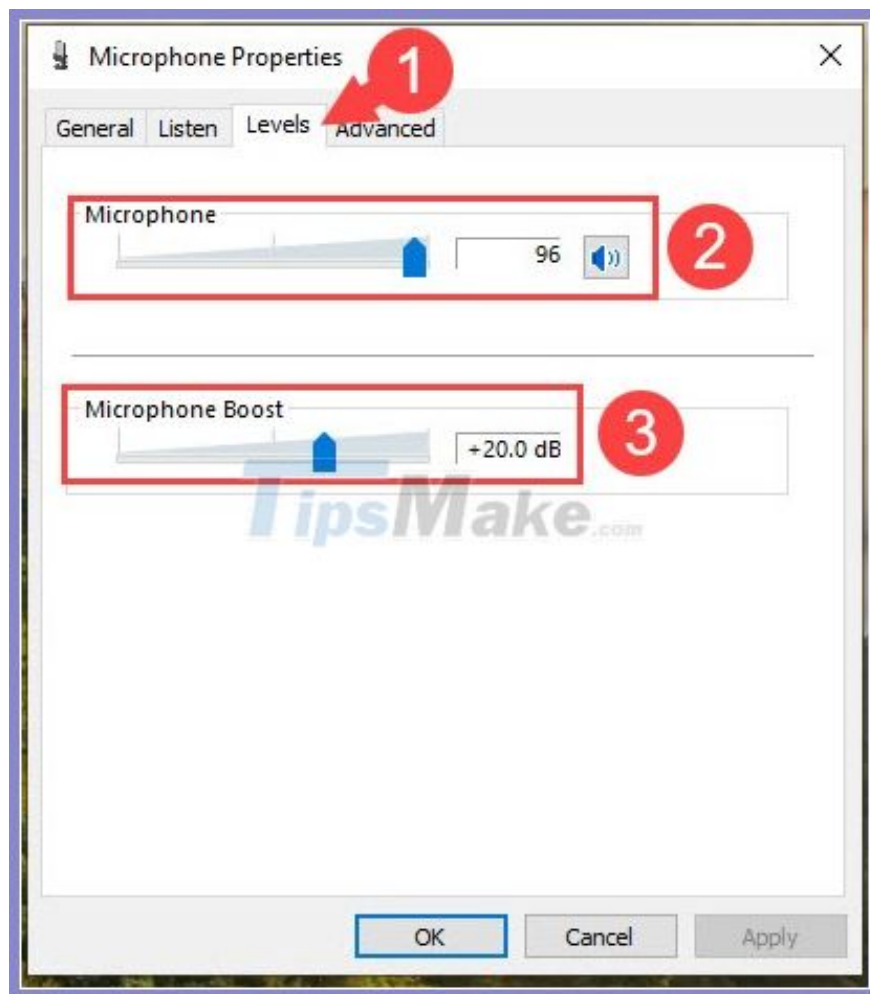 Microphone Properties
1
General Listen Levels Advanced
Microphone
96
2
Microphone Boost
+20.0 dB
3
TipsMake.com
OK Cancel Apply